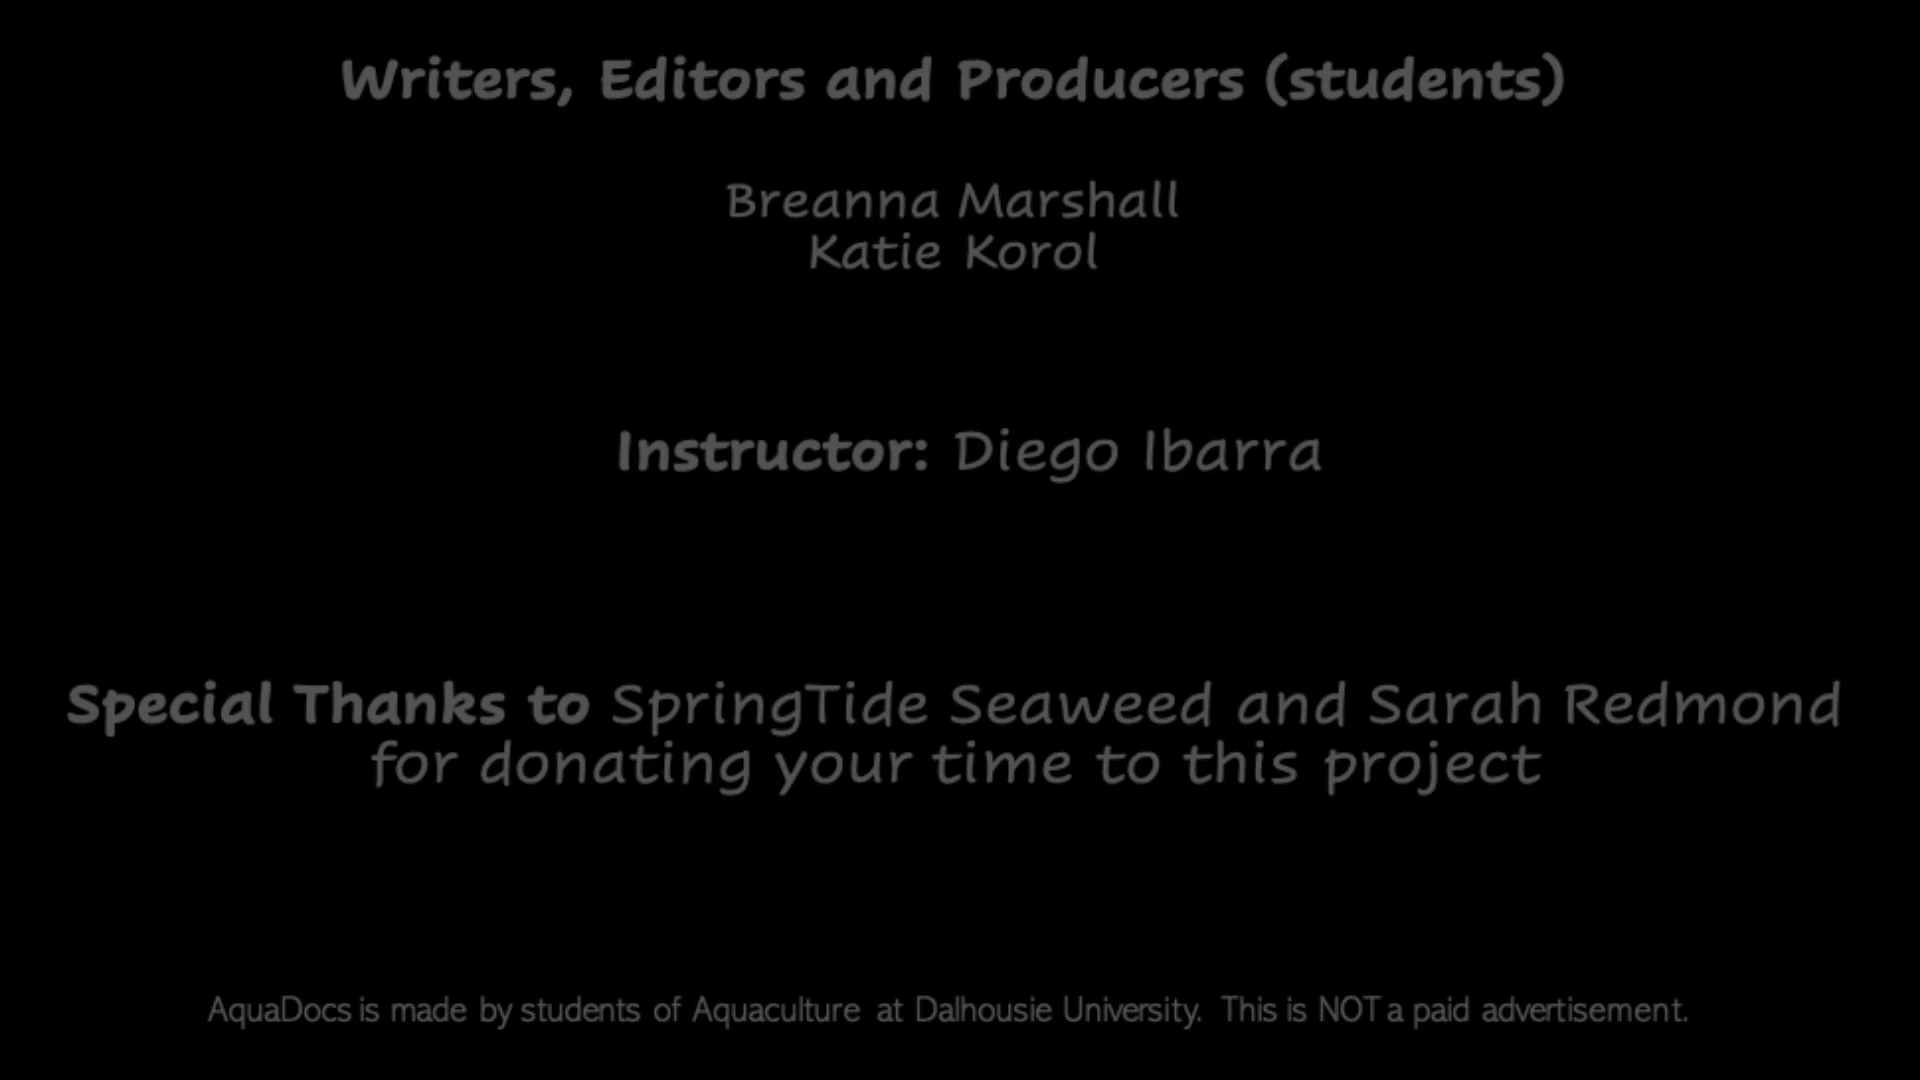 Writers, Editors and Producers (students)
Breanna Marshall
Katie Korol
Instructor: Diego Ibarra
Special Thanks to SpringTide Seaweed and Sarah Redmond
for donating your time to this project
AquaDocs is made by students of Aquaculture at Dalhousie University. This is NOT a paid advertisement.